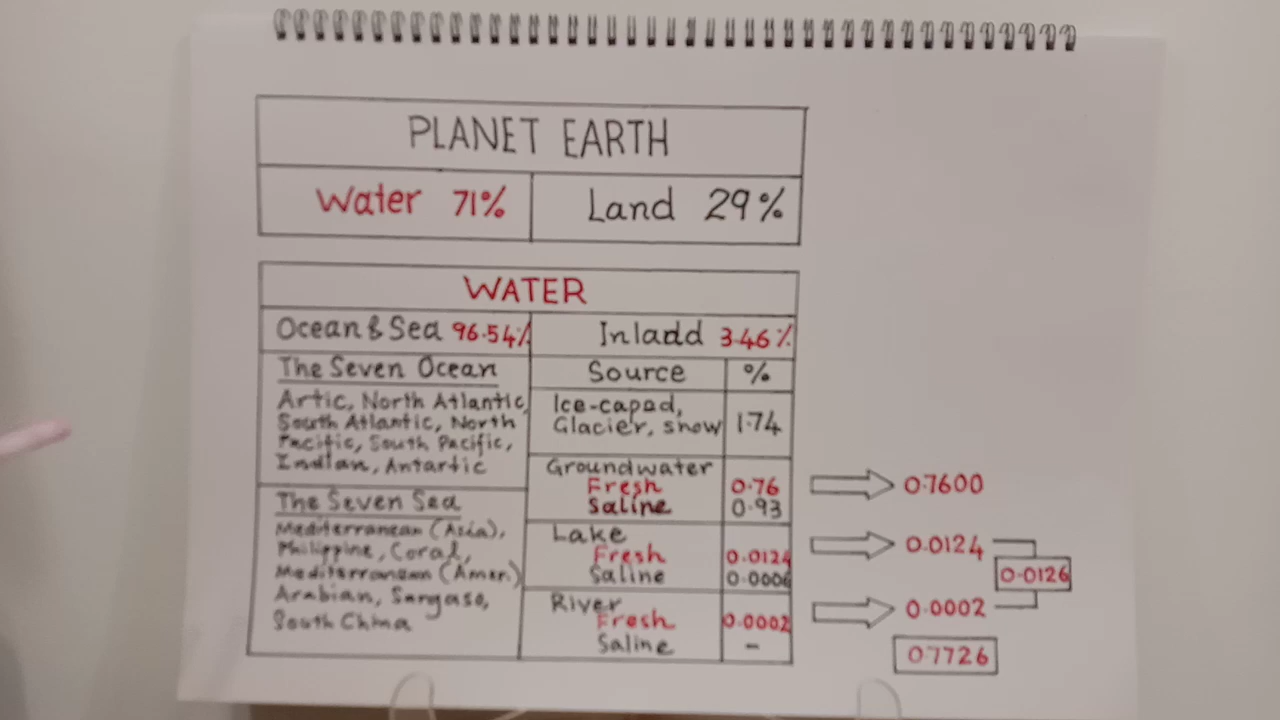 PLANET EARTH
Water 71%
Land 29%
WATER
Ocean & Sea 96.54%
Inladd 3.46%
The Seven Ocean
Artic, North Atlantic,
South Atlantic, North
Pacific, South Pacific,
Indian, Antartic
The Seven Sea
Mediterranean (Asia),
Philippine, Coral,
Mediterranean (Amer.)
Arabian, Sargaso,
South China
Source %
Ice-capad,
Glacier, snow 1.74
Groundwater
Fresh 0.76
Saline 0.93
Lake
Fresh 0.0124
Saline 0.0006
River
Fresh 0.0002
Saline -
0.7600
0.0124
0.0126
0.0002
0.7726